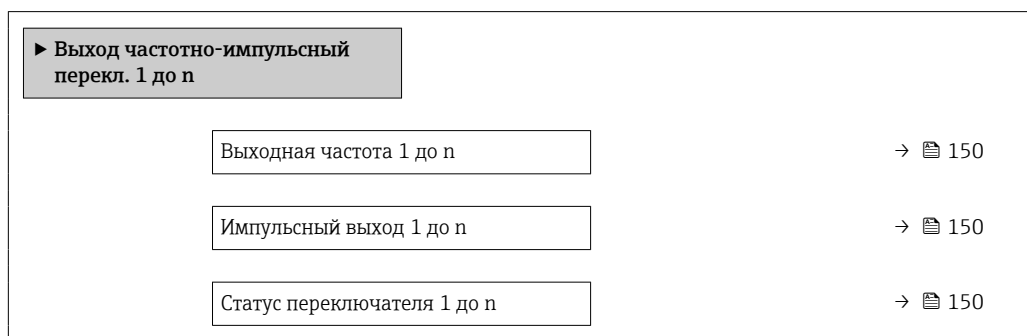 ▶ Выход частотно-импульсный
перекл. 1 до n
Выходная частота 1 до n → 150
Импульсный выход 1 до n → 150
Статус переключателя 1 до n → 150